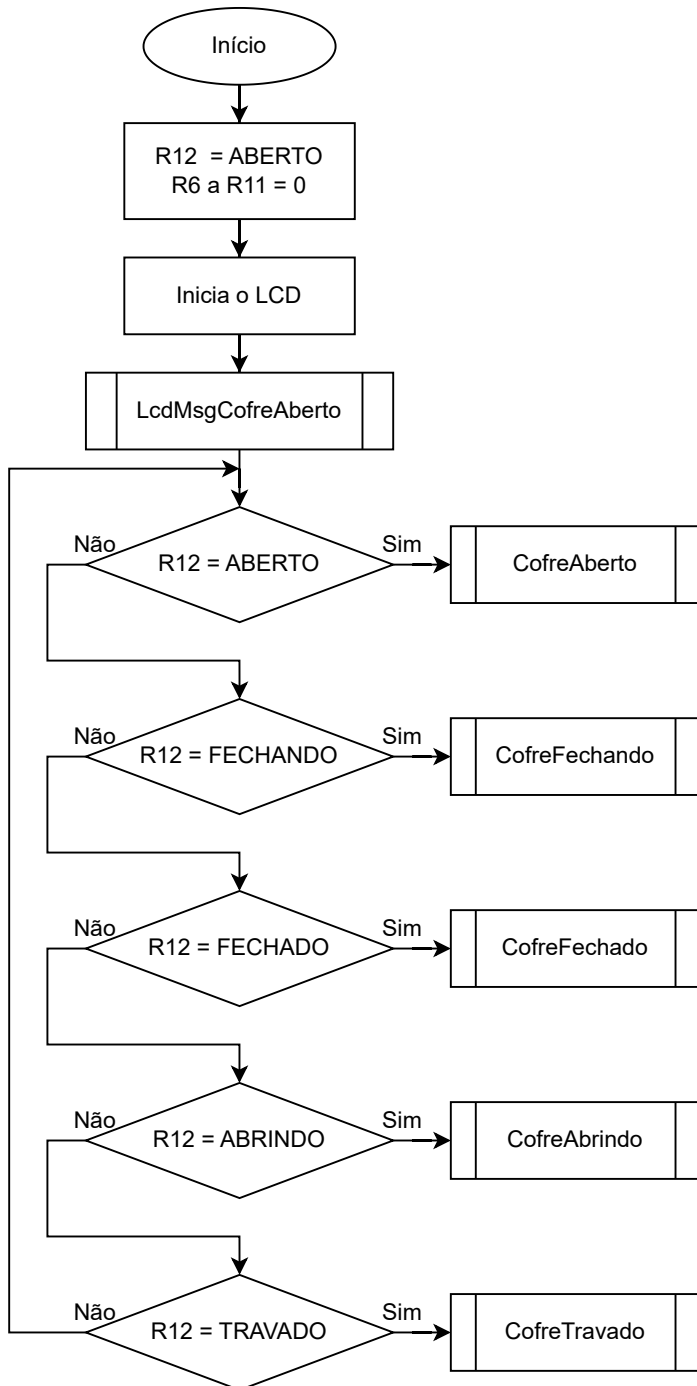 Início
R12 = ABERTO
R6 a R11 = 0
Inicia o LCD
LcdMsgCofreAberto
Não
R12 = ABERTO
Sim
CofreAberto
Não
R12 = FECHANDO
Sim
CofreFechando
Não
R12 = FECHADO
Sim
CofreFechado
Não
R12 = ABRINDO
Sim
CofreAbrindo
Não
R12 = TRAVADO
Sim
CofreTravado